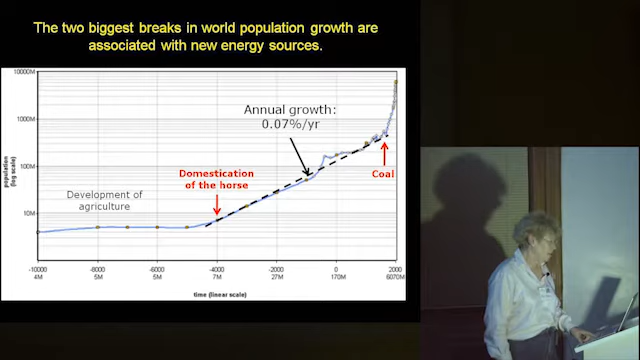 The two biggest breaks in world population growth are
associated with new energy sources.
10000M
1000M
100M
10M
population
(log scale)
Annual growth:
0.07%/yr
Development of
agriculture
Domestication
of the horse
Coal
-10000 -8000 -6000 -4000 -2000 0 2000
4M 5M 5M 7M 27M 170M 6070M
time (linear scale)